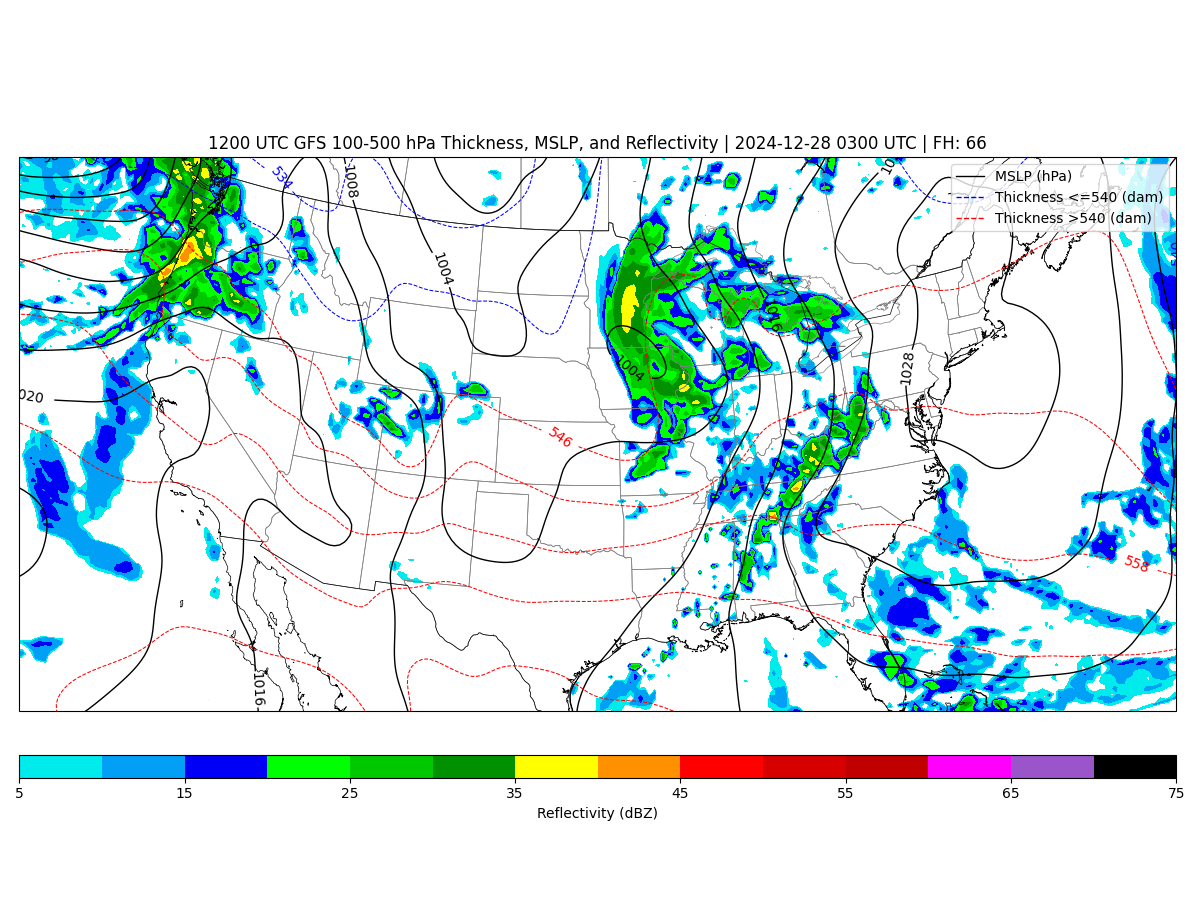 1200 UTC GFS 100-500 hPa Thickness, MSLP, and Reflectivity | 2024-12-28 0300 UTC | FH: 66
MSLP (hPa)
Thickness <=540 (dam)
Thickness >540 (dam)
534
1008
1004
1016
1004
1028
020
546
558
1016
5 15 25 35 45 55 65 75
Reflectivity (dBZ)